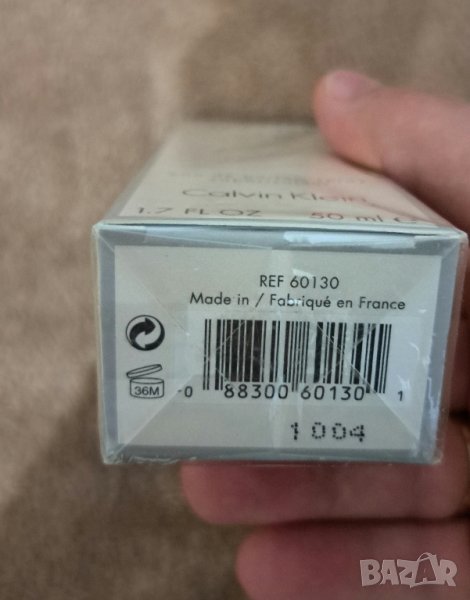 Calvin Klein
1.7 FL OZ 50 ml e
REF 60130
Made in / Fabriqué en France
36M
0 88300 60130 1
1004
BAZAR